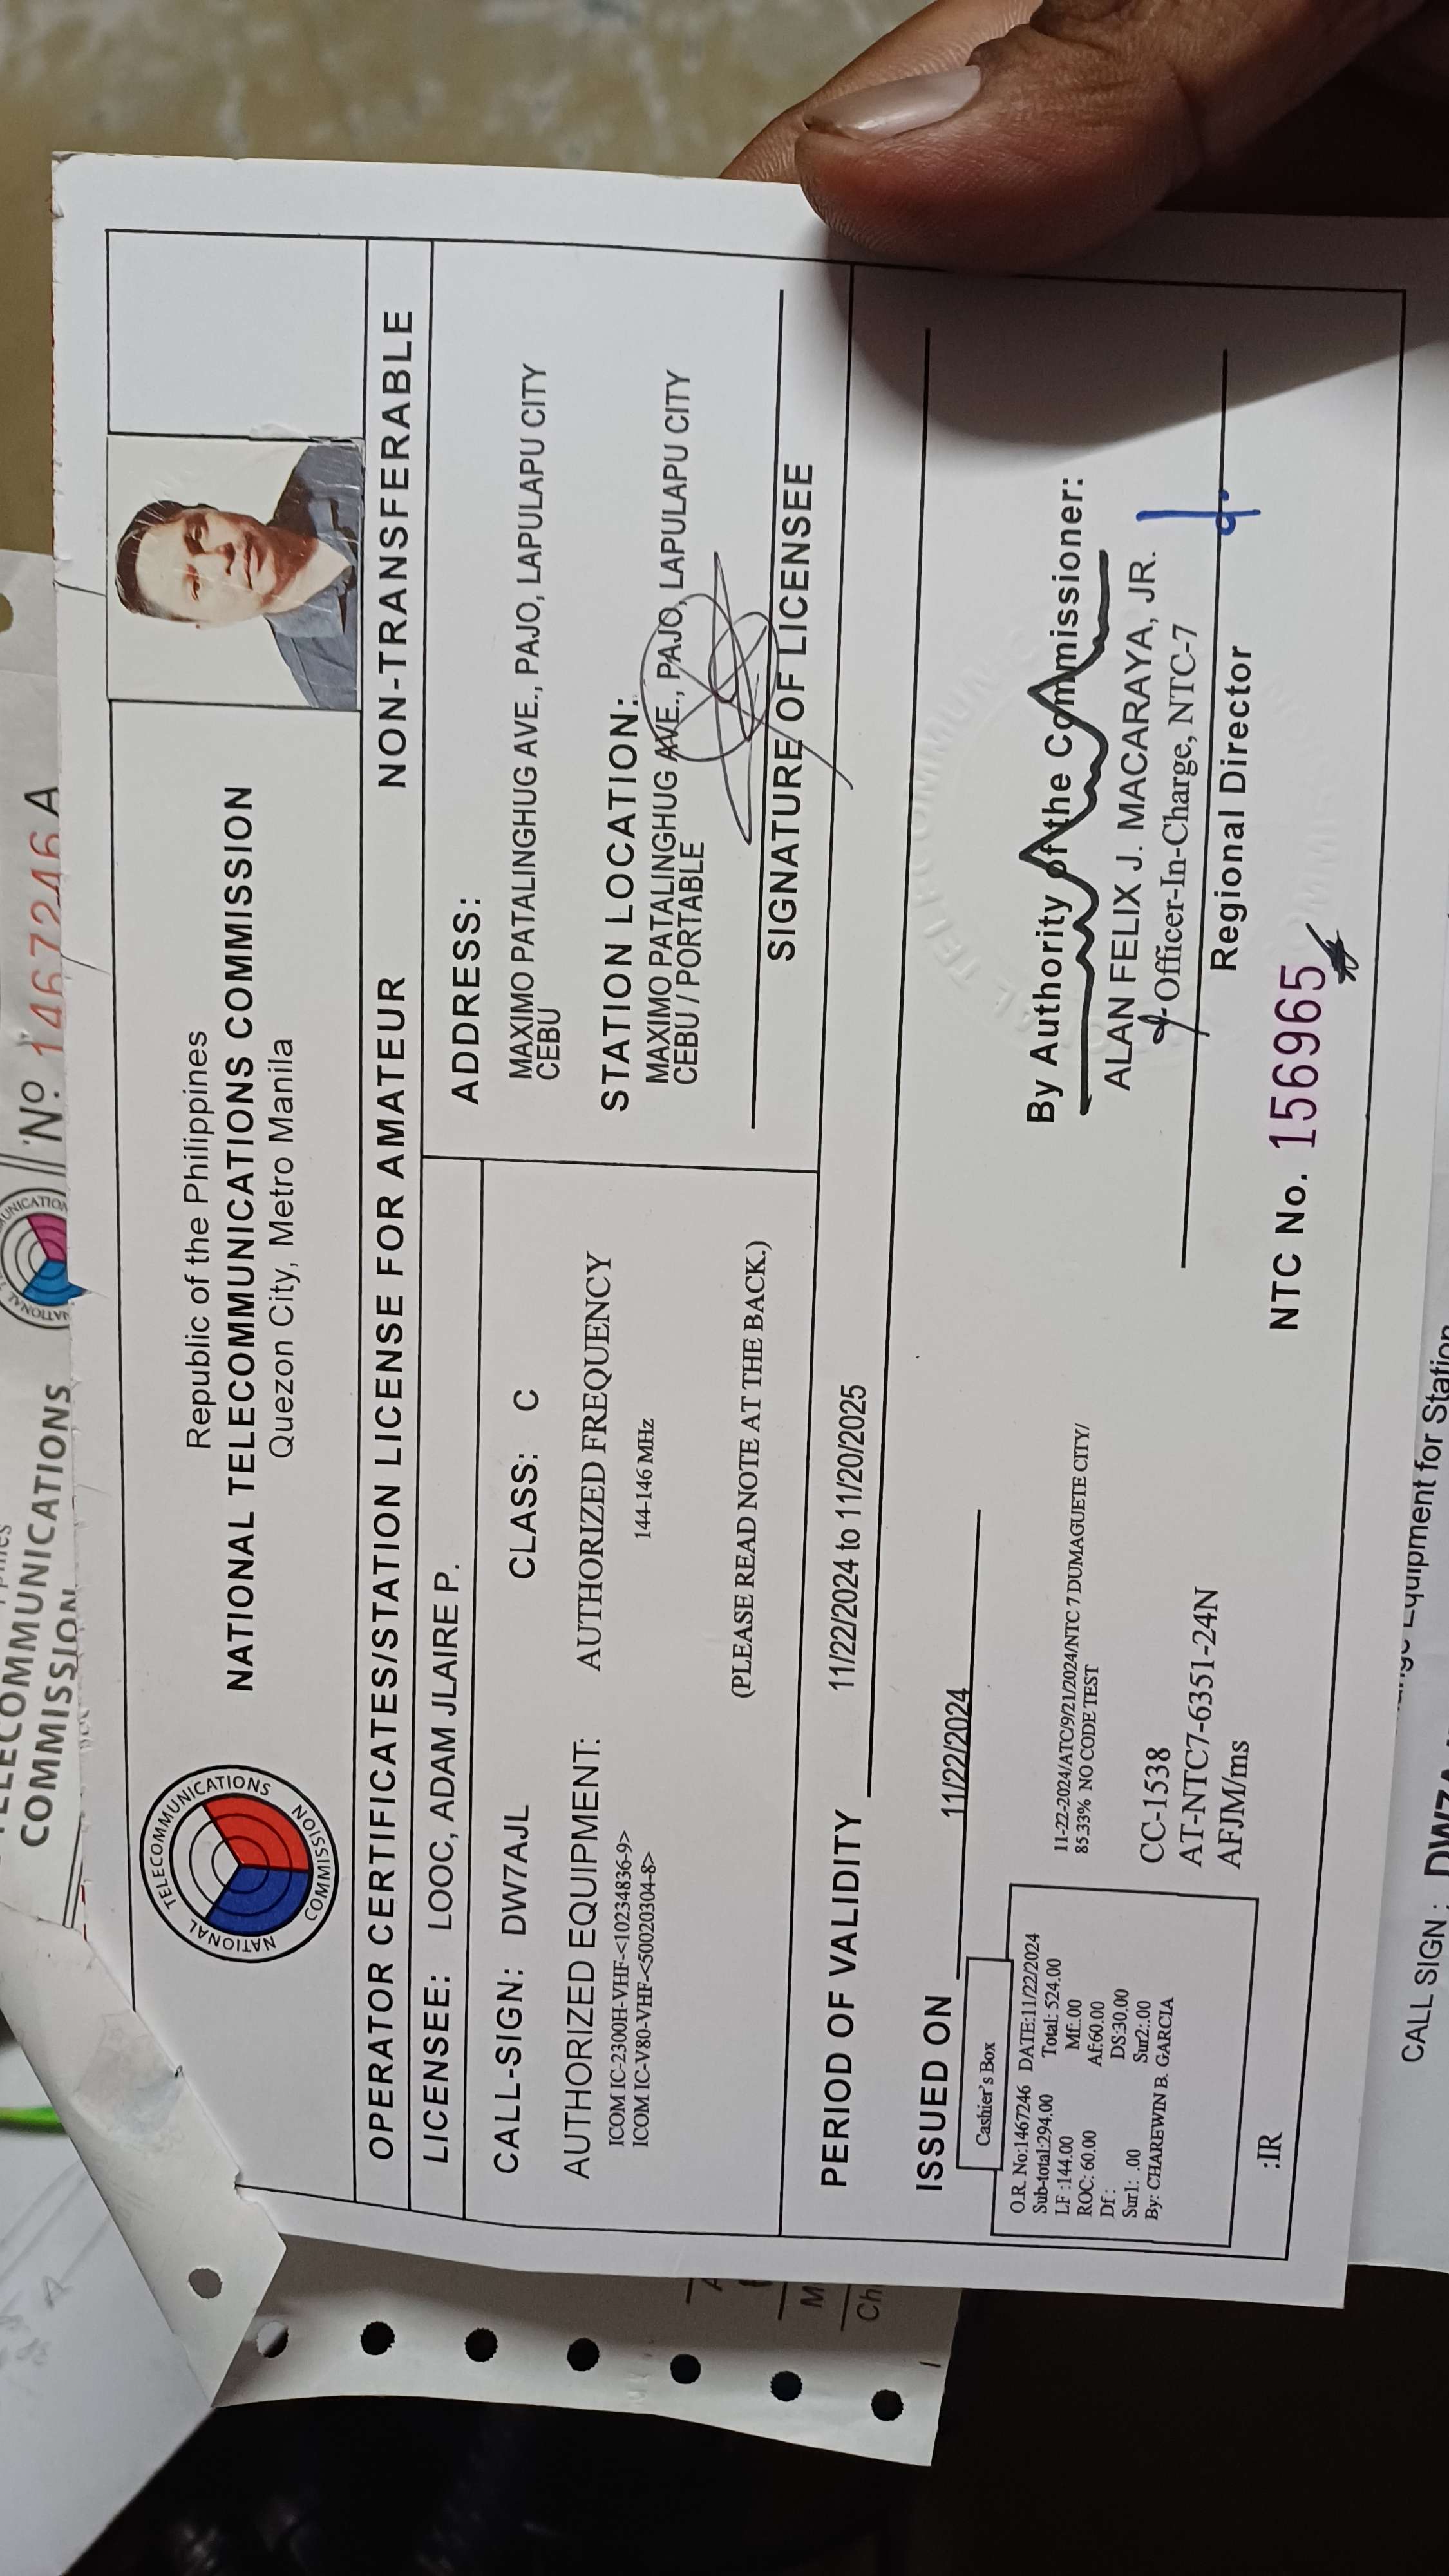 TELECOMMUNICATIONS
COMMISSION
Nº 1467246 A
NATIONAL TELECOMMUNICATIONS COMMISSION
Republic of the Philippines
NATIONAL TELECOMMUNICATIONS COMMISSION
Quezon City, Metro Manila
OPERATOR CERTIFICATES/STATION LICENSE FOR AMATEUR NON-TRANSFERABLE
LICENSEE: LOOC, ADAM JLAIRE P.
CALL-SIGN: DW7AJL CLASS: C
AUTHORIZED EQUIPMENT: AUTHORIZED FREQUENCY
ICOM IC-2300H-VHF-<10234836-9> 144-146 MHz
ICOM IC-V80-VHF-<50020304-8>
(PLEASE READ NOTE AT THE BACK.)
ADDRESS:
MAXIMO PATALINGHUG AVE., PAJO, LAPULAPU CITY
CEBU
STATION LOCATION:
MAXIMO PATALINGHUG AVE., PAJO, LAPULAPU CITY
CEBU / PORTABLE
SIGNATURE OF LICENSEE
PERIOD OF VALIDITY 11/22/2024 to 11/20/2025
ISSUED ON 11/22/2024
Cashier's Box
O.R. No:1467246 DATE:11/22/2024
Sub-total:294.00 Total: 524.00
LF :144.00 Mf:.00
ROC: 60.00 Af:60.00
Df : DS:30.00
Sur1: .00 Sur2:.00
By: CHAREWIN B. GARCIA
:IR
11-22-2024/ATC/9/21/2024/NTC 7 DUMAGUETE CITY/
85.33% NO CODE TEST
CC-1538
AT-NTC7-6351-24N
AFJM/ms
By Authority of the Commissioner:
ALAN FELIX J. MACARAYA, JR.
Officer-In-Charge, NTC-7
Regional Director
NTC No. 156965
Equipment for Station
CALL SIGN :